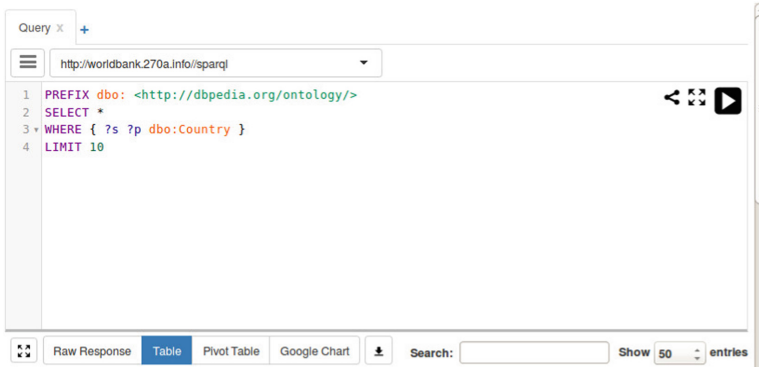 Query x +
http://worldbank.270a.info//sparql
1 PREFIX dbo: <http://dbpedia.org/ontology/>
2 SELECT *
3 WHERE { ?s ?p dbo:Country }
4 LIMIT 10
Raw Response Table Pivot Table Google Chart Search: Show 50 entries